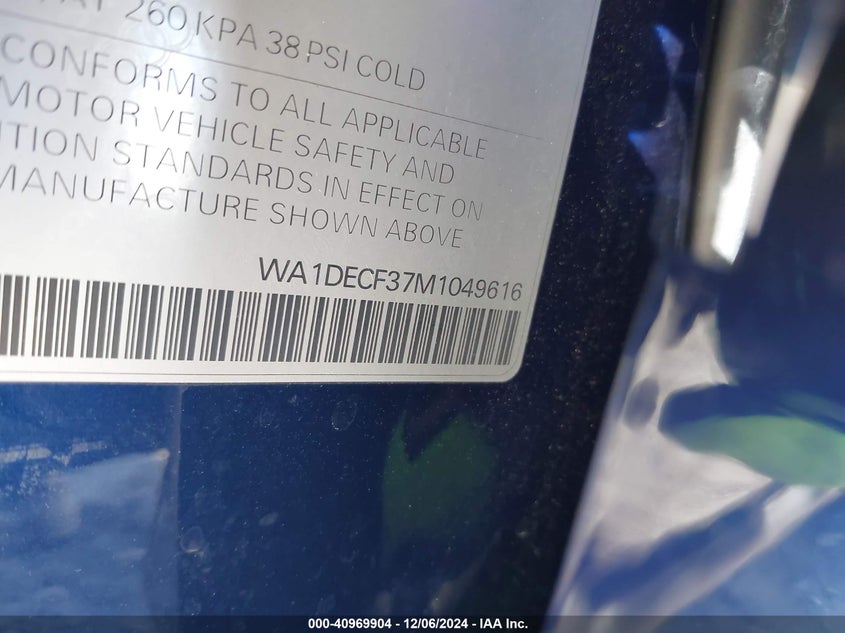 260 KPA 38 PSI COLD
CONFORMS TO ALL APPLICABLE
MOTOR VEHICLE SAFETY AND
STANDARDS IN EFFECT ON
MANUFACTURE SHOWN ABOVE
WA1DECF37M1049616
000-40969904 - 12/06/2024 - IAA Inc.